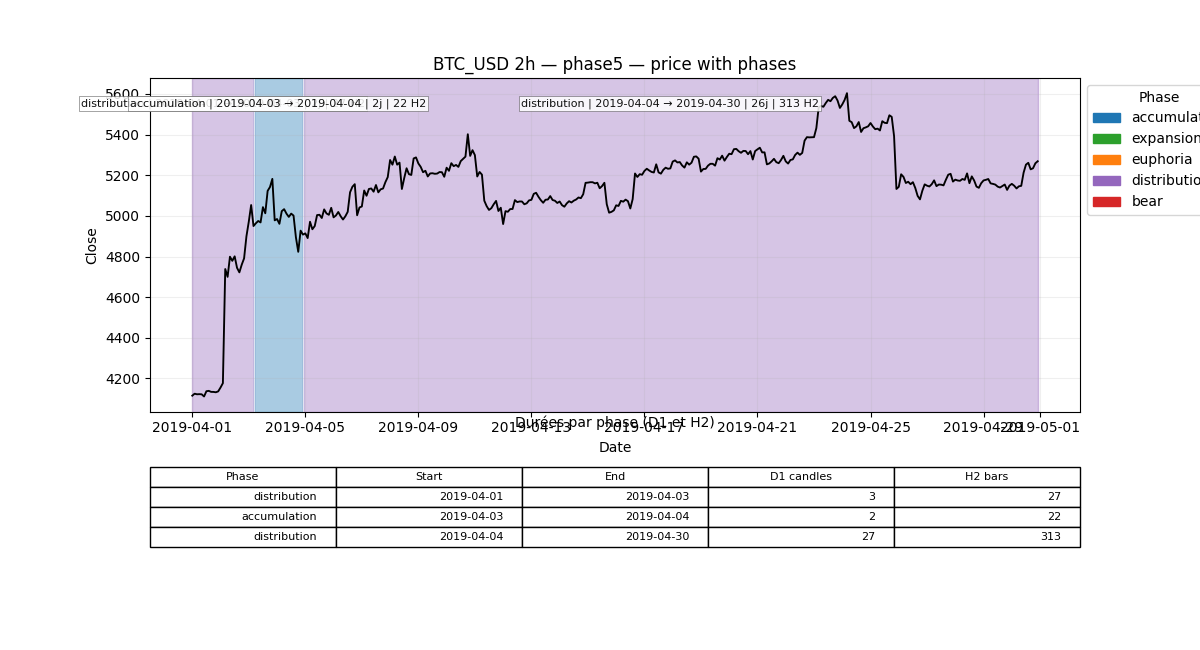 BTC_USD 2h — phase5 — price with phases
5600
5400
5200
5000
4800
4600
4400
4200
Close
distribut
accumulation | 2019-04-03 → 2019-04-04 | 2j | 22 H2
distribution | 2019-04-04 → 2019-04-30 | 26j | 313 H2
Phase
accumulat
expansion
euphoria
distributio
bear
Durées par phase (D1 et H2)
2019-04-01 2019-04-05 2019-04-09 2019-04-13 2019-04-17 2019-04-21 2019-04-25 2019-04-29 2019-05-01
Date
Phase Start End D1 candles H2 bars
distribution 2019-04-01 2019-04-03 3 27
accumulation 2019-04-03 2019-04-04 2 22
distribution 2019-04-04 2019-04-30 27 313